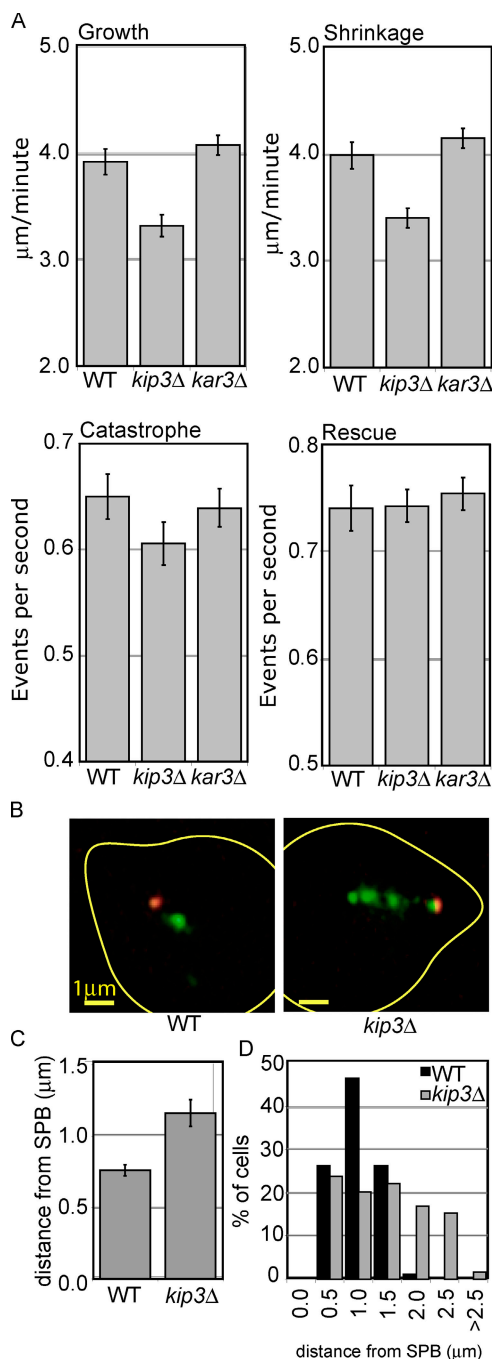 A
Growth
μm/minute
5.0
4.0
3.0
2.0
WT kip3Δ kar3Δ
Shrinkage
μm/minute
5.0
4.0
3.0
2.0
WT kip3Δ kar3Δ
Catastrophe
Events per second
0.7
0.6
0.5
0.4
WT kip3Δ kar3Δ
Rescue
Events per second
0.8
0.7
0.6
0.5
WT kip3Δ kar3Δ
B
1μm
WT
kip3Δ
C
distance from SPB (μm)
1.5
1.0
0.5
0.0
WT kip3Δ
D
% of cells
50
40
30
20
10
0
WT
kip3Δ
0.0 0.5 1.0 1.5 2.0 2.5 >2.5
distance from SPB (μm)